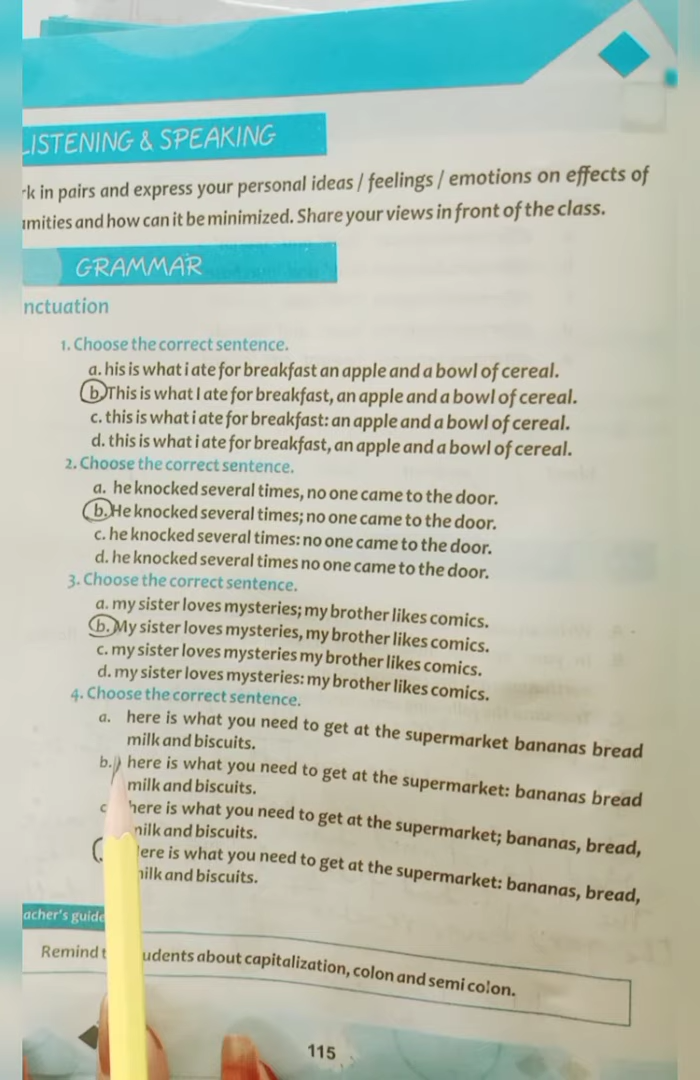 LISTENING & SPEAKING
rk in pairs and express your personal ideas / feelings / emotions on effects of
mities and how can it be minimized. Share your views in front of the class.
GRAMMAR
nctuation
1. Choose the correct sentence.
a. his is what i ate for breakfast an apple and a bowl of cereal.
b. This is what I ate for breakfast, an apple and a bowl of cereal.
c. this is what i ate for breakfast: an apple and a bowl of cereal.
d. this is what i ate for breakfast, an apple and a bowl of cereal.
2. Choose the correct sentence.
a. he knocked several times, no one came to the door.
b. He knocked several times; no one came to the door.
c. he knocked several times: no one came to the door.
d. he knocked several times no one came to the door.
3. Choose the correct sentence.
a. my sister loves mysteries; my brother likes comics.
b. My sister loves mysteries, my brother likes comics.
c. my sister loves mysteries my brother likes comics.
d. my sister loves mysteries: my brother likes comics.
4. Choose the correct sentence.
a. here is what you need to get at the supermarket bananas bread
milk and biscuits.
b. here is what you need to get at the supermarket: bananas bread
milk and biscuits.
c here is what you need to get at the supermarket; bananas, bread,
milk and biscuits.
ere is what you need to get at the supermarket: bananas, bread,
milk and biscuits.
acher's guide
Remind t udents about capitalization, colon and semi colon.
115